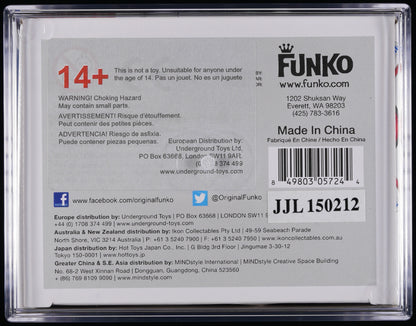 14+
This is not a toy. Unsuitable for anyone under
the age of 14. Pas un jouet. No es un juguete
WARNING! Choking Hazard
May contain small parts.
AVERTISSEMENT! Risque d'étouffement.
Peut contenir des petites pièces.
ADVERTENCIA! Riesgo de asfixia.
Puede contener piezas pequenas.
European Distribution by:
Underground Toys Ltd.
PO Box 63668, London SW11 9AR.
374 499
BY:
FUNKO
www.funko.com
1202 Shuksan Way
Everett, WA 98203
(425) 783-3616
Made In China
Fabriqué En Chine / Hecho En China
8 49803 05724 4
JJL 150212
www.facebook.com/originalfunko
@OriginalFunko
Europe distribution by: Underground Toys | PO BOX 63668 | LONDON SW11
+44 (0) 1708 374 499 | www.underground-toys.com
Australia & New Zealand distribution by: Ikon Collectables Pty Ltd | 49-59 Seabeach Parade
North Shore, VIC 3214 Australia | P: +61 3 5240 7900 | F: +61 3 5240 7999 | www.ikoncollectables.com.au
Japan distribution by: Hot Toys Japan Co., Inc. | G Bldg 3rd Floor | Jingumae 3-30-12
Tokyo 150-0001 | www.hottoys.jp
Greater China & S.E. Asia distribution by: MINDstyle International | MINDstyle Creative Space Building
No. 68-2 West Xinnan Road | Dongguan, Guangdong, China 523560
+ (86) 769 8109 9090 | www.mindstyle.com